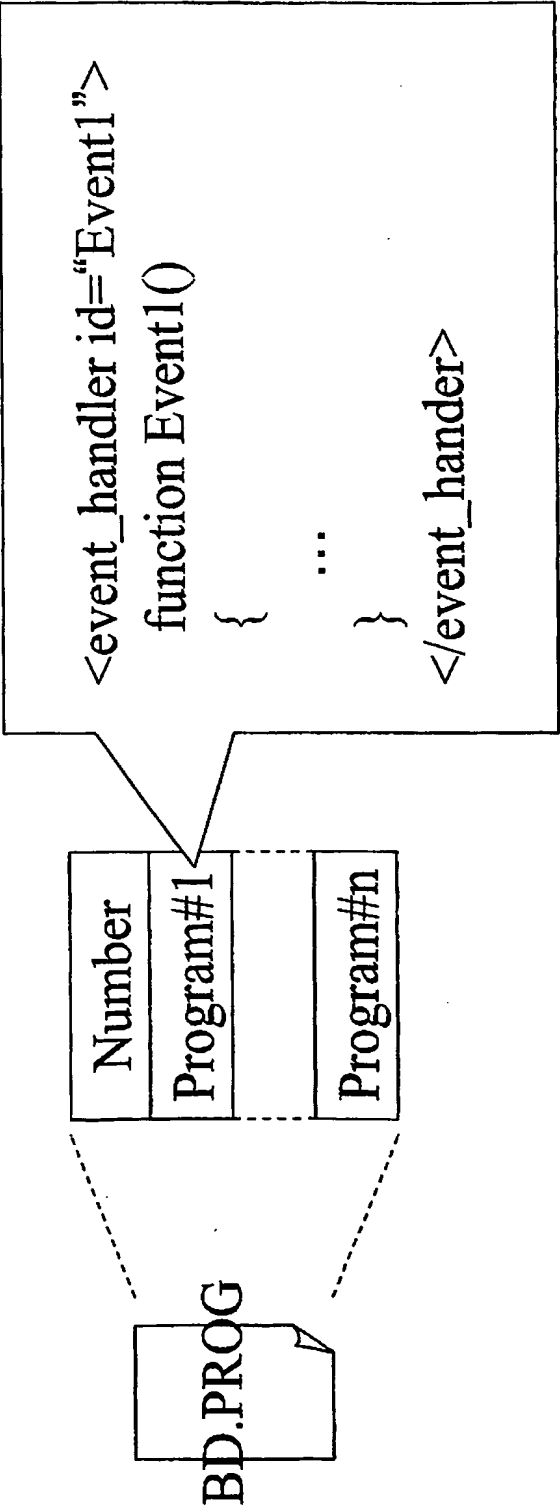 BD.PROG
Number
Program#1
Program#n
<event_handler id=“Event1”>
function Event1()
{
...
}
</event_hander>